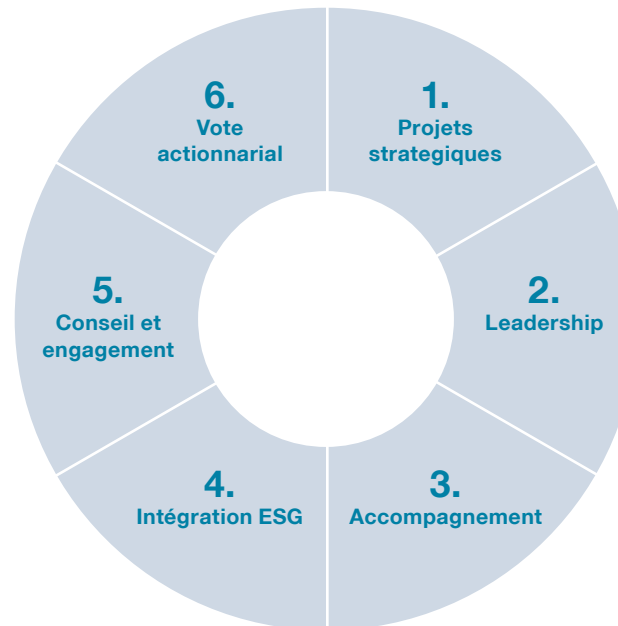 1.
Projets
strategiques
2.
Leadership
3.
Accompagnement
4.
Intégration ESG
5.
Conseil et
engagement
6.
Vote
actionnarial